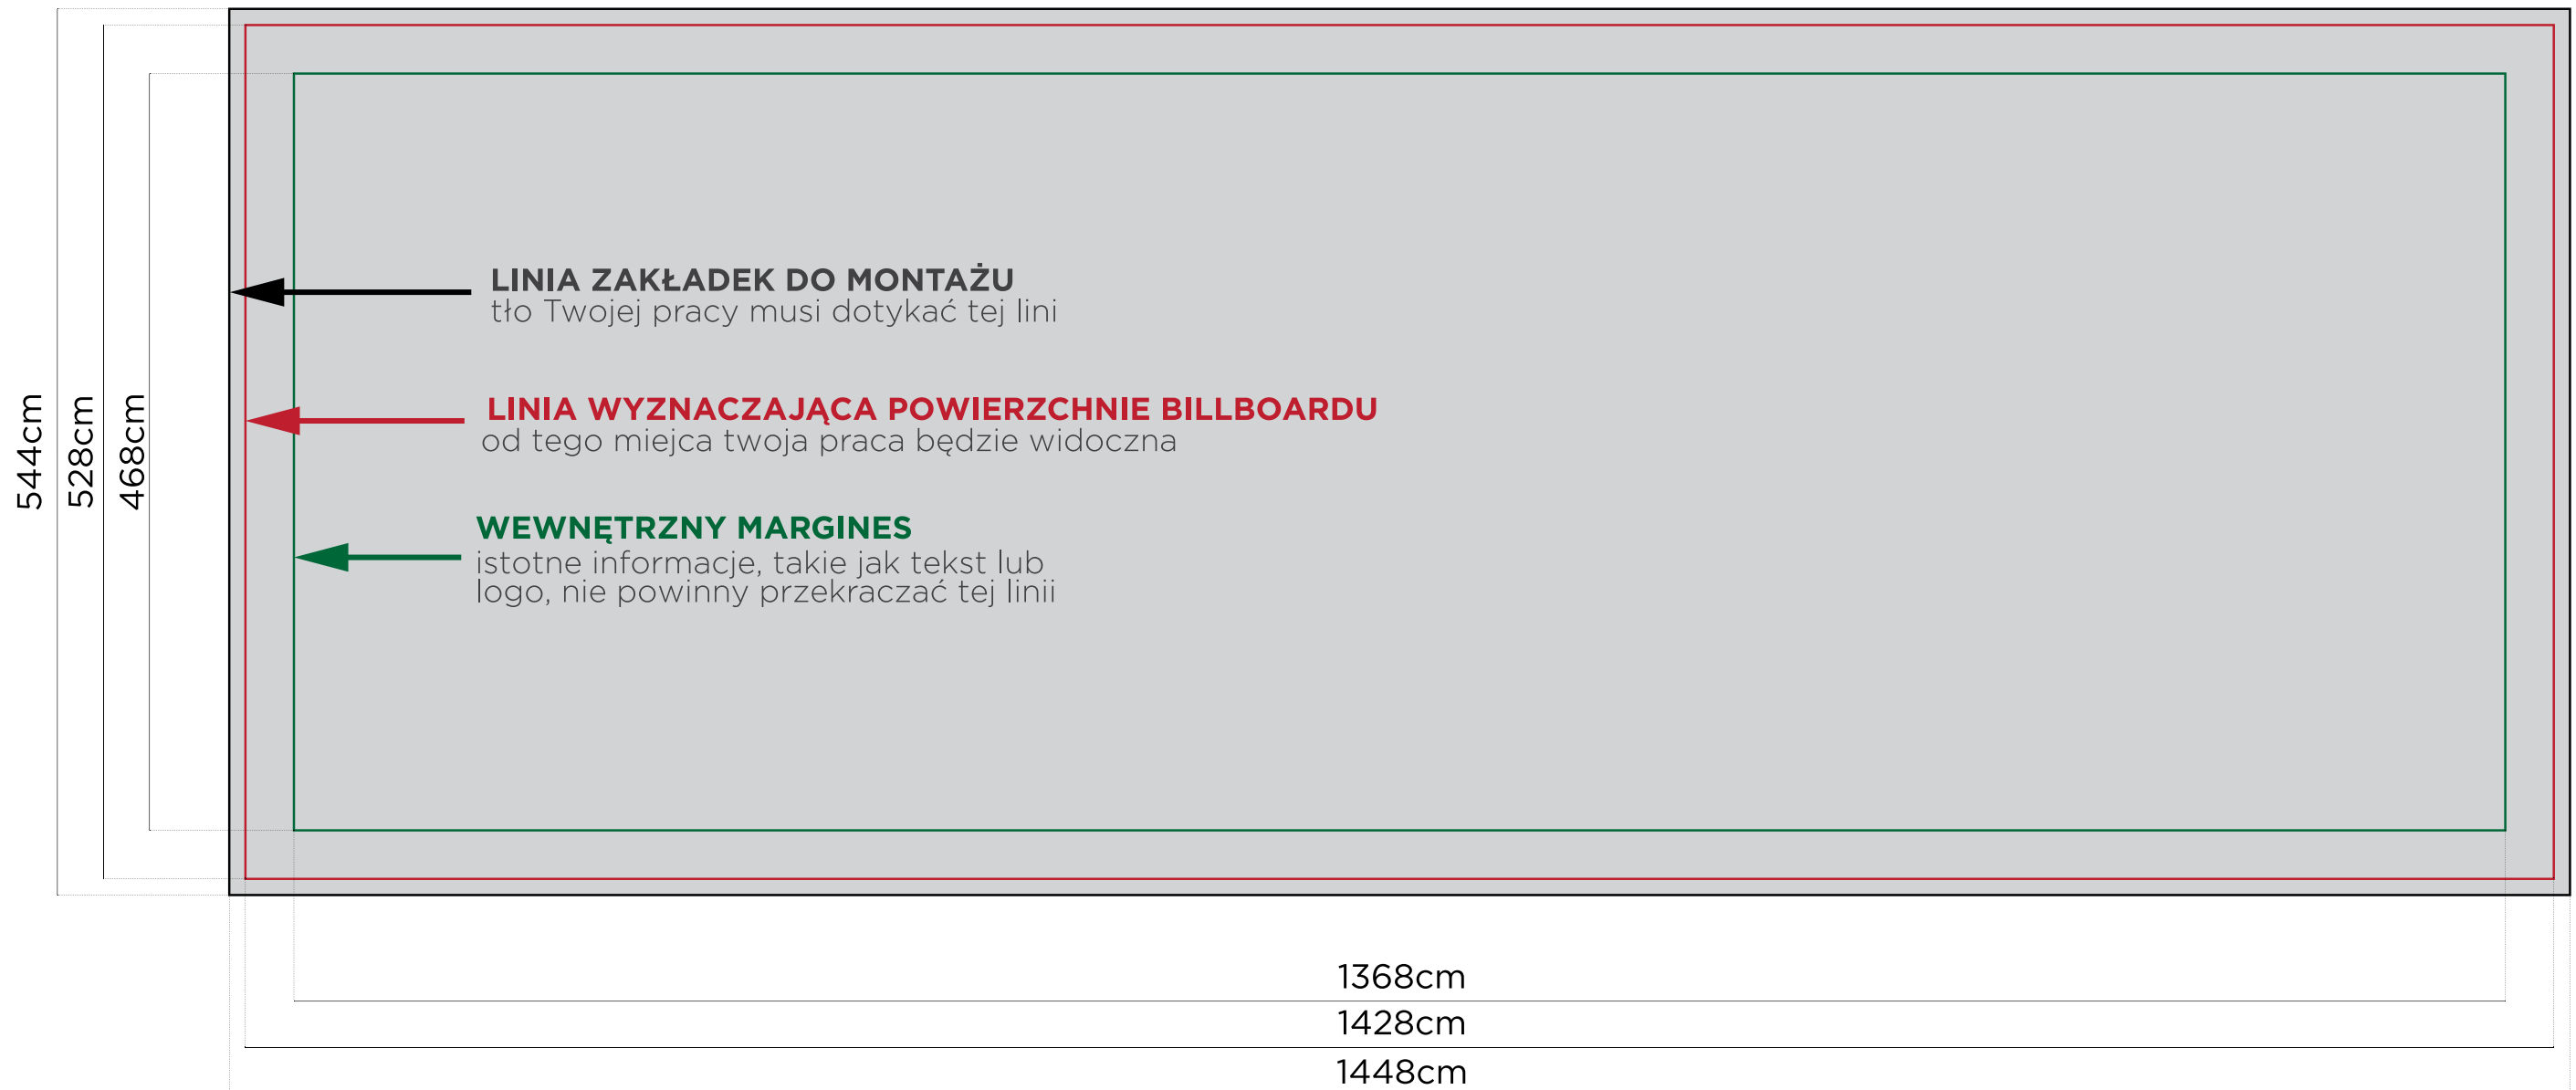 LINIA ZAKŁADEK DO MONTAŻU
tło Twojej pracy musi dotykać tej lini
LINIA WYZNACZAJĄCA POWIERZCHNIE BILLBOARDU
od tego miejca twoja praca będzie widoczna
WEWNĘTRZNY MARGINES
istotne informacje, takie jak tekst lub
logo, nie powinny przekraczać tej linii
544cm
528cm
468cm
1368cm
1428cm
1448cm